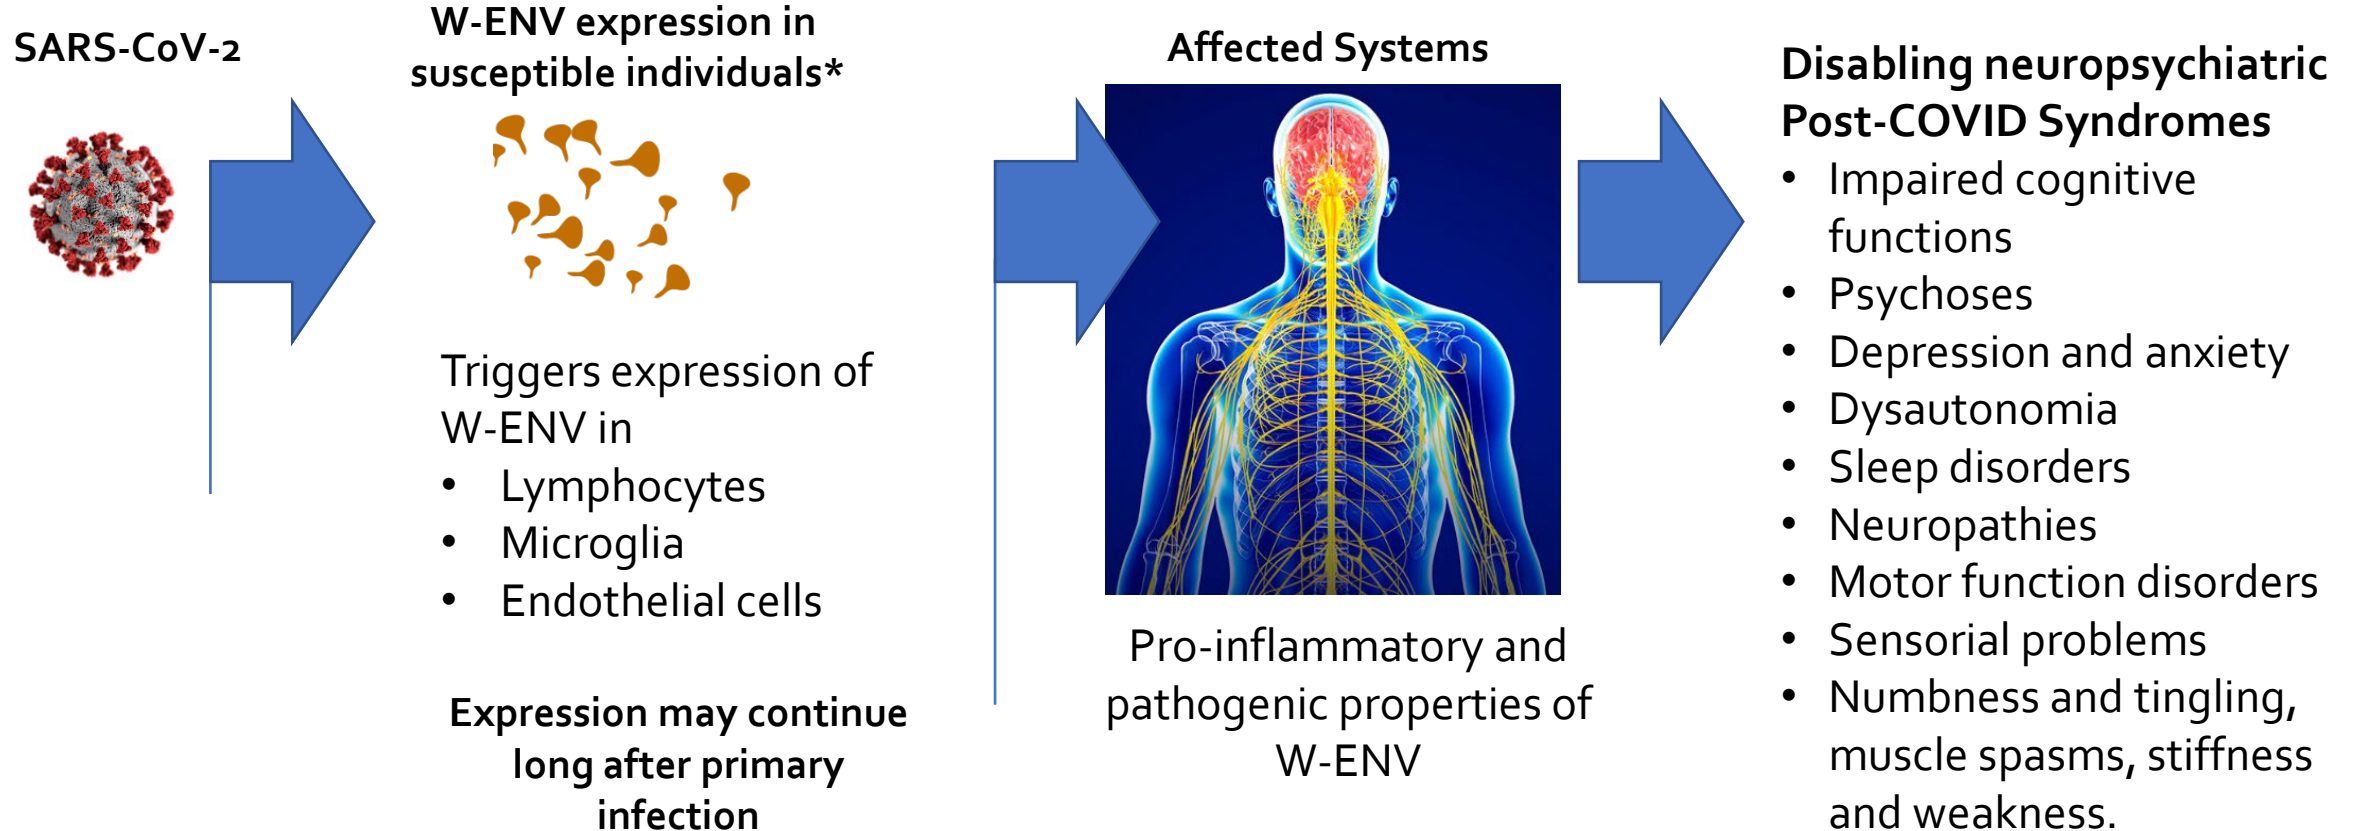 SARS-CoV-2
W-ENV expression in
susceptible individuals*
Triggers expression of
W-ENV in
• Lymphocytes
• Microglia
• Endothelial cells
Expression may continue
long after primary
infection
Affected Systems
Pro-inflammatory and
pathogenic properties of
W-ENV
Disabling neuropsychiatric
Post-COVID Syndromes
• Impaired cognitive
functions
• Psychoses
• Depression and anxiety
• Dysautonomia
• Sleep disorders
• Neuropathies
• Motor function disorders
• Sensorial problems
• Numbness and tingling,
muscle spasms, stiffness
and weakness.